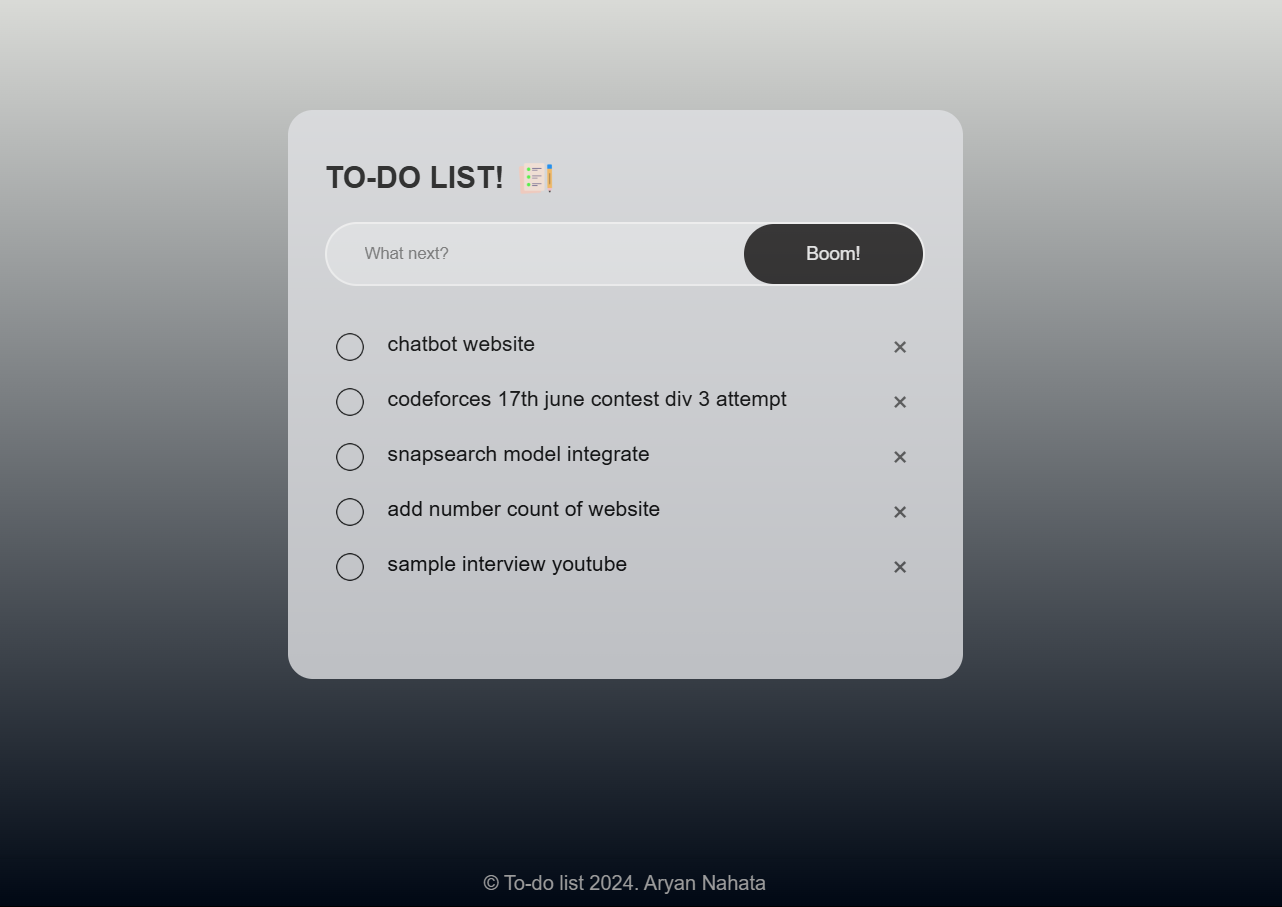 TO-DO LIST!
What next?
Boom!
chatbot website
codeforces 17th june contest div 3 attempt
snapsearch model integrate
add number count of website
sample interview youtube
© To-do list 2024. Aryan Nahata